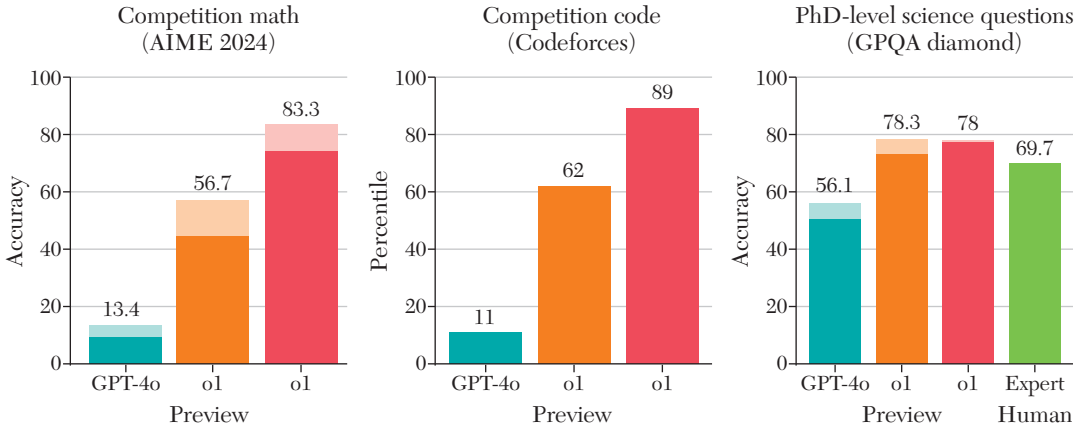 Competition math
(AIME 2024)
100
80
60
40
20
0
Accuracy
13.4
56.7
83.3
GPT-4o
o1
o1
Preview
Competition code
(Codeforces)
100
80
60
40
20
0
Percentile
11
62
89
GPT-4o
o1
o1
Preview
PhD-level science questions
(GPQA diamond)
100
80
60
40
20
0
Accuracy
56.1
78.3
78
69.7
GPT-4o
o1
o1
Expert
Preview
Human